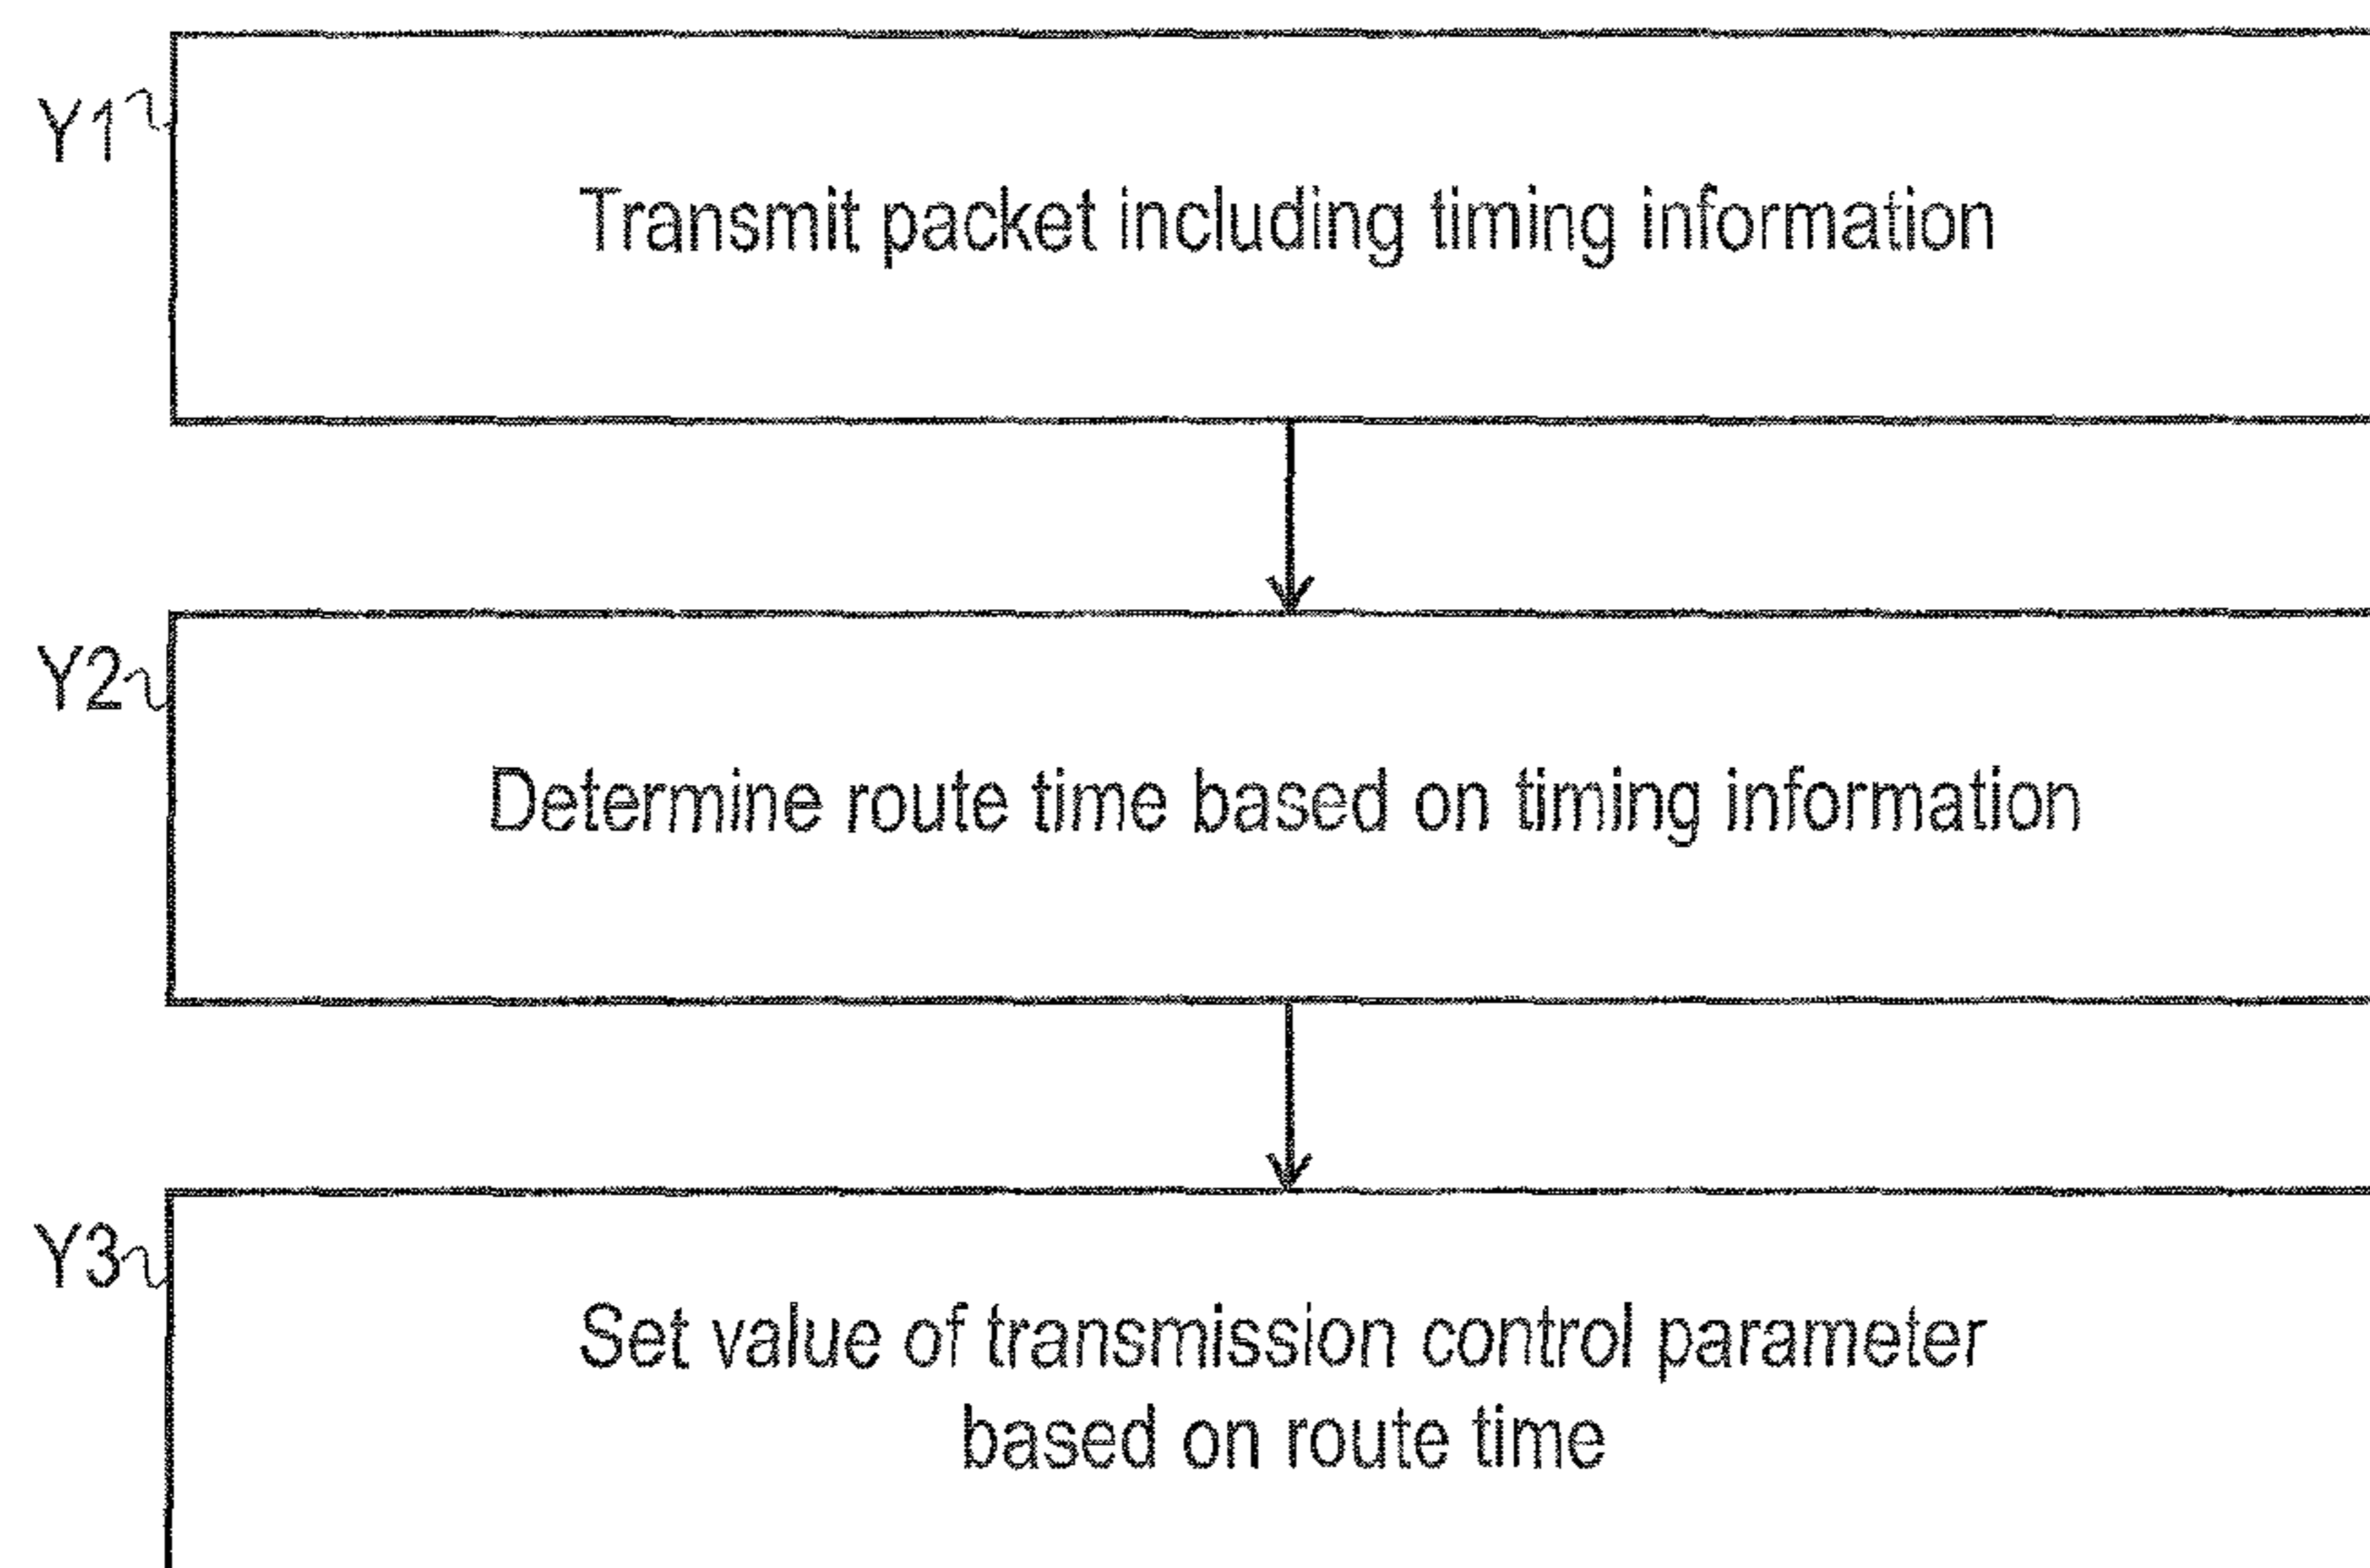 Y1
Transmit packet including timing information
Y2
Determine route time based on timing information
Y3
Set value of transmission control parameter
based on route time